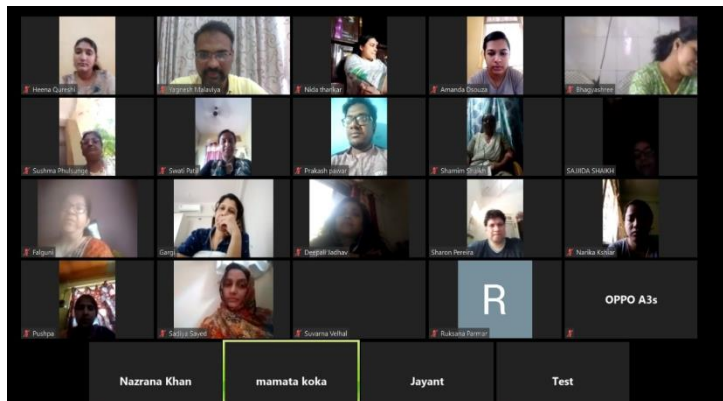 Heena Qureshi
Yagnesh Malaviya
Nida tharkar
Amanda Dsouza
Bhagyashree
Sushma Phulsunge
Swati Patil
Prakash pawar
Shamim Shaikh
SAJIDA SHAIKH
Falguni
Gargi
Deepali Jadhav
Sharon Pereira
Narika Kshilar
Pushpa
Sadiya Sayed
Suvarna Velhal
R
Ruksana Parmar
OPPO A3s
Nazrana Khan
mamata koka
Jayant
Test